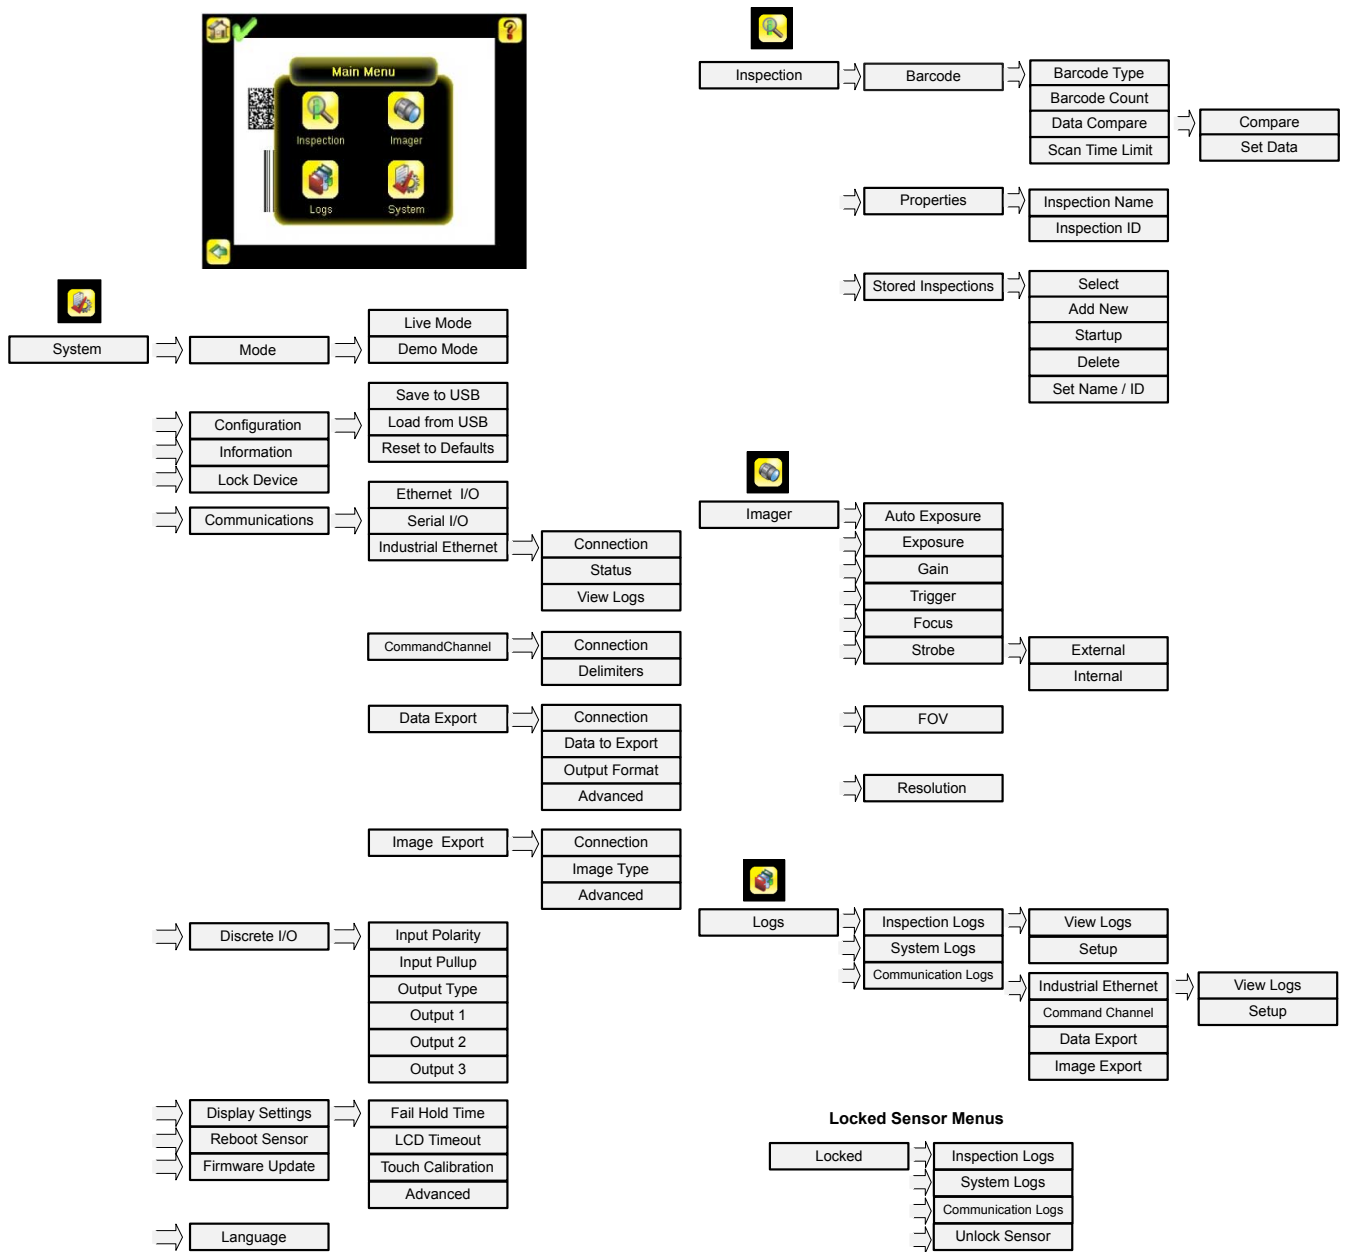 Main Menu
Inspection
Imager
Logs
System
System
Mode
Live Mode
Demo Mode
Configuration
Information
Lock Device
Save to USB
Load from USB
Reset to Defaults
Communications
Ethernet I/O
Serial I/O
Industrial Ethernet
Connection
Status
View Logs
CommandChannel
Connection
Delimiters
Data Export
Connection
Data to Export
Output Format
Advanced
Image Export
Connection
Image Type
Advanced
Discrete I/O
Input Polarity
Input Pullup
Output Type
Output 1
Output 2
Output 3
Display Settings
Reboot Sensor
Firmware Update
Fail Hold Time
LCD Timeout
Touch Calibration
Advanced
Language
Inspection
Barcode
Barcode Type
Barcode Count
Data Compare
Scan Time Limit
Compare
Set Data
Properties
Inspection Name
Inspection ID
Stored Inspections
Select
Add New
Startup
Delete
Set Name / ID
Imager
Auto Exposure
Exposure
Gain
Trigger
Focus
Strobe
External
Internal
FOV
Resolution
Logs
Inspection Logs
System Logs
Communication Logs
View Logs
Setup
Industrial Ethernet
Command Channel
Data Export
Image Export
View Logs
Setup
Locked Sensor Menus
Locked
Inspection Logs
System Logs
Communication Logs
Unlock Sensor